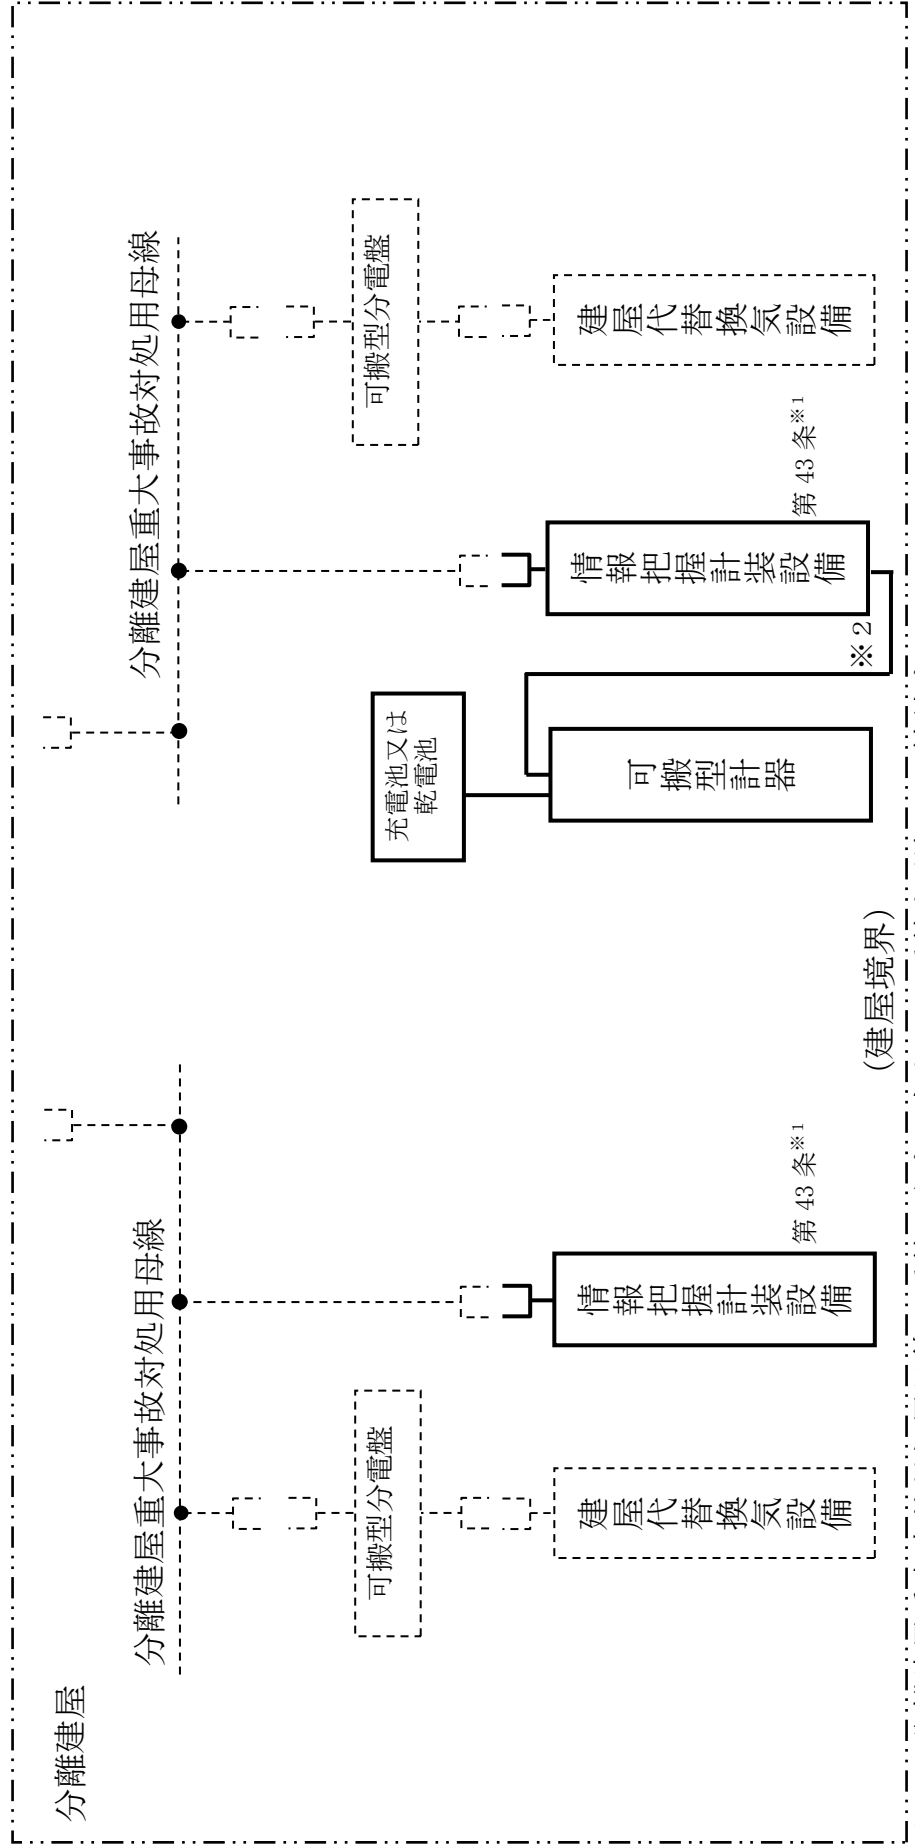 分離建屋
分離建屋重大事故対処用母線
可搬型分電盤
建屋代替換気設備
情報把握計装設備
第 43 条※1
(建屋境界)
分離建屋重大事故対処用母線
充電池又は
乾電池
可搬型計器
※2
情報把握計装設備
第 43 条※1
可搬型分電盤
建屋代替換気設備